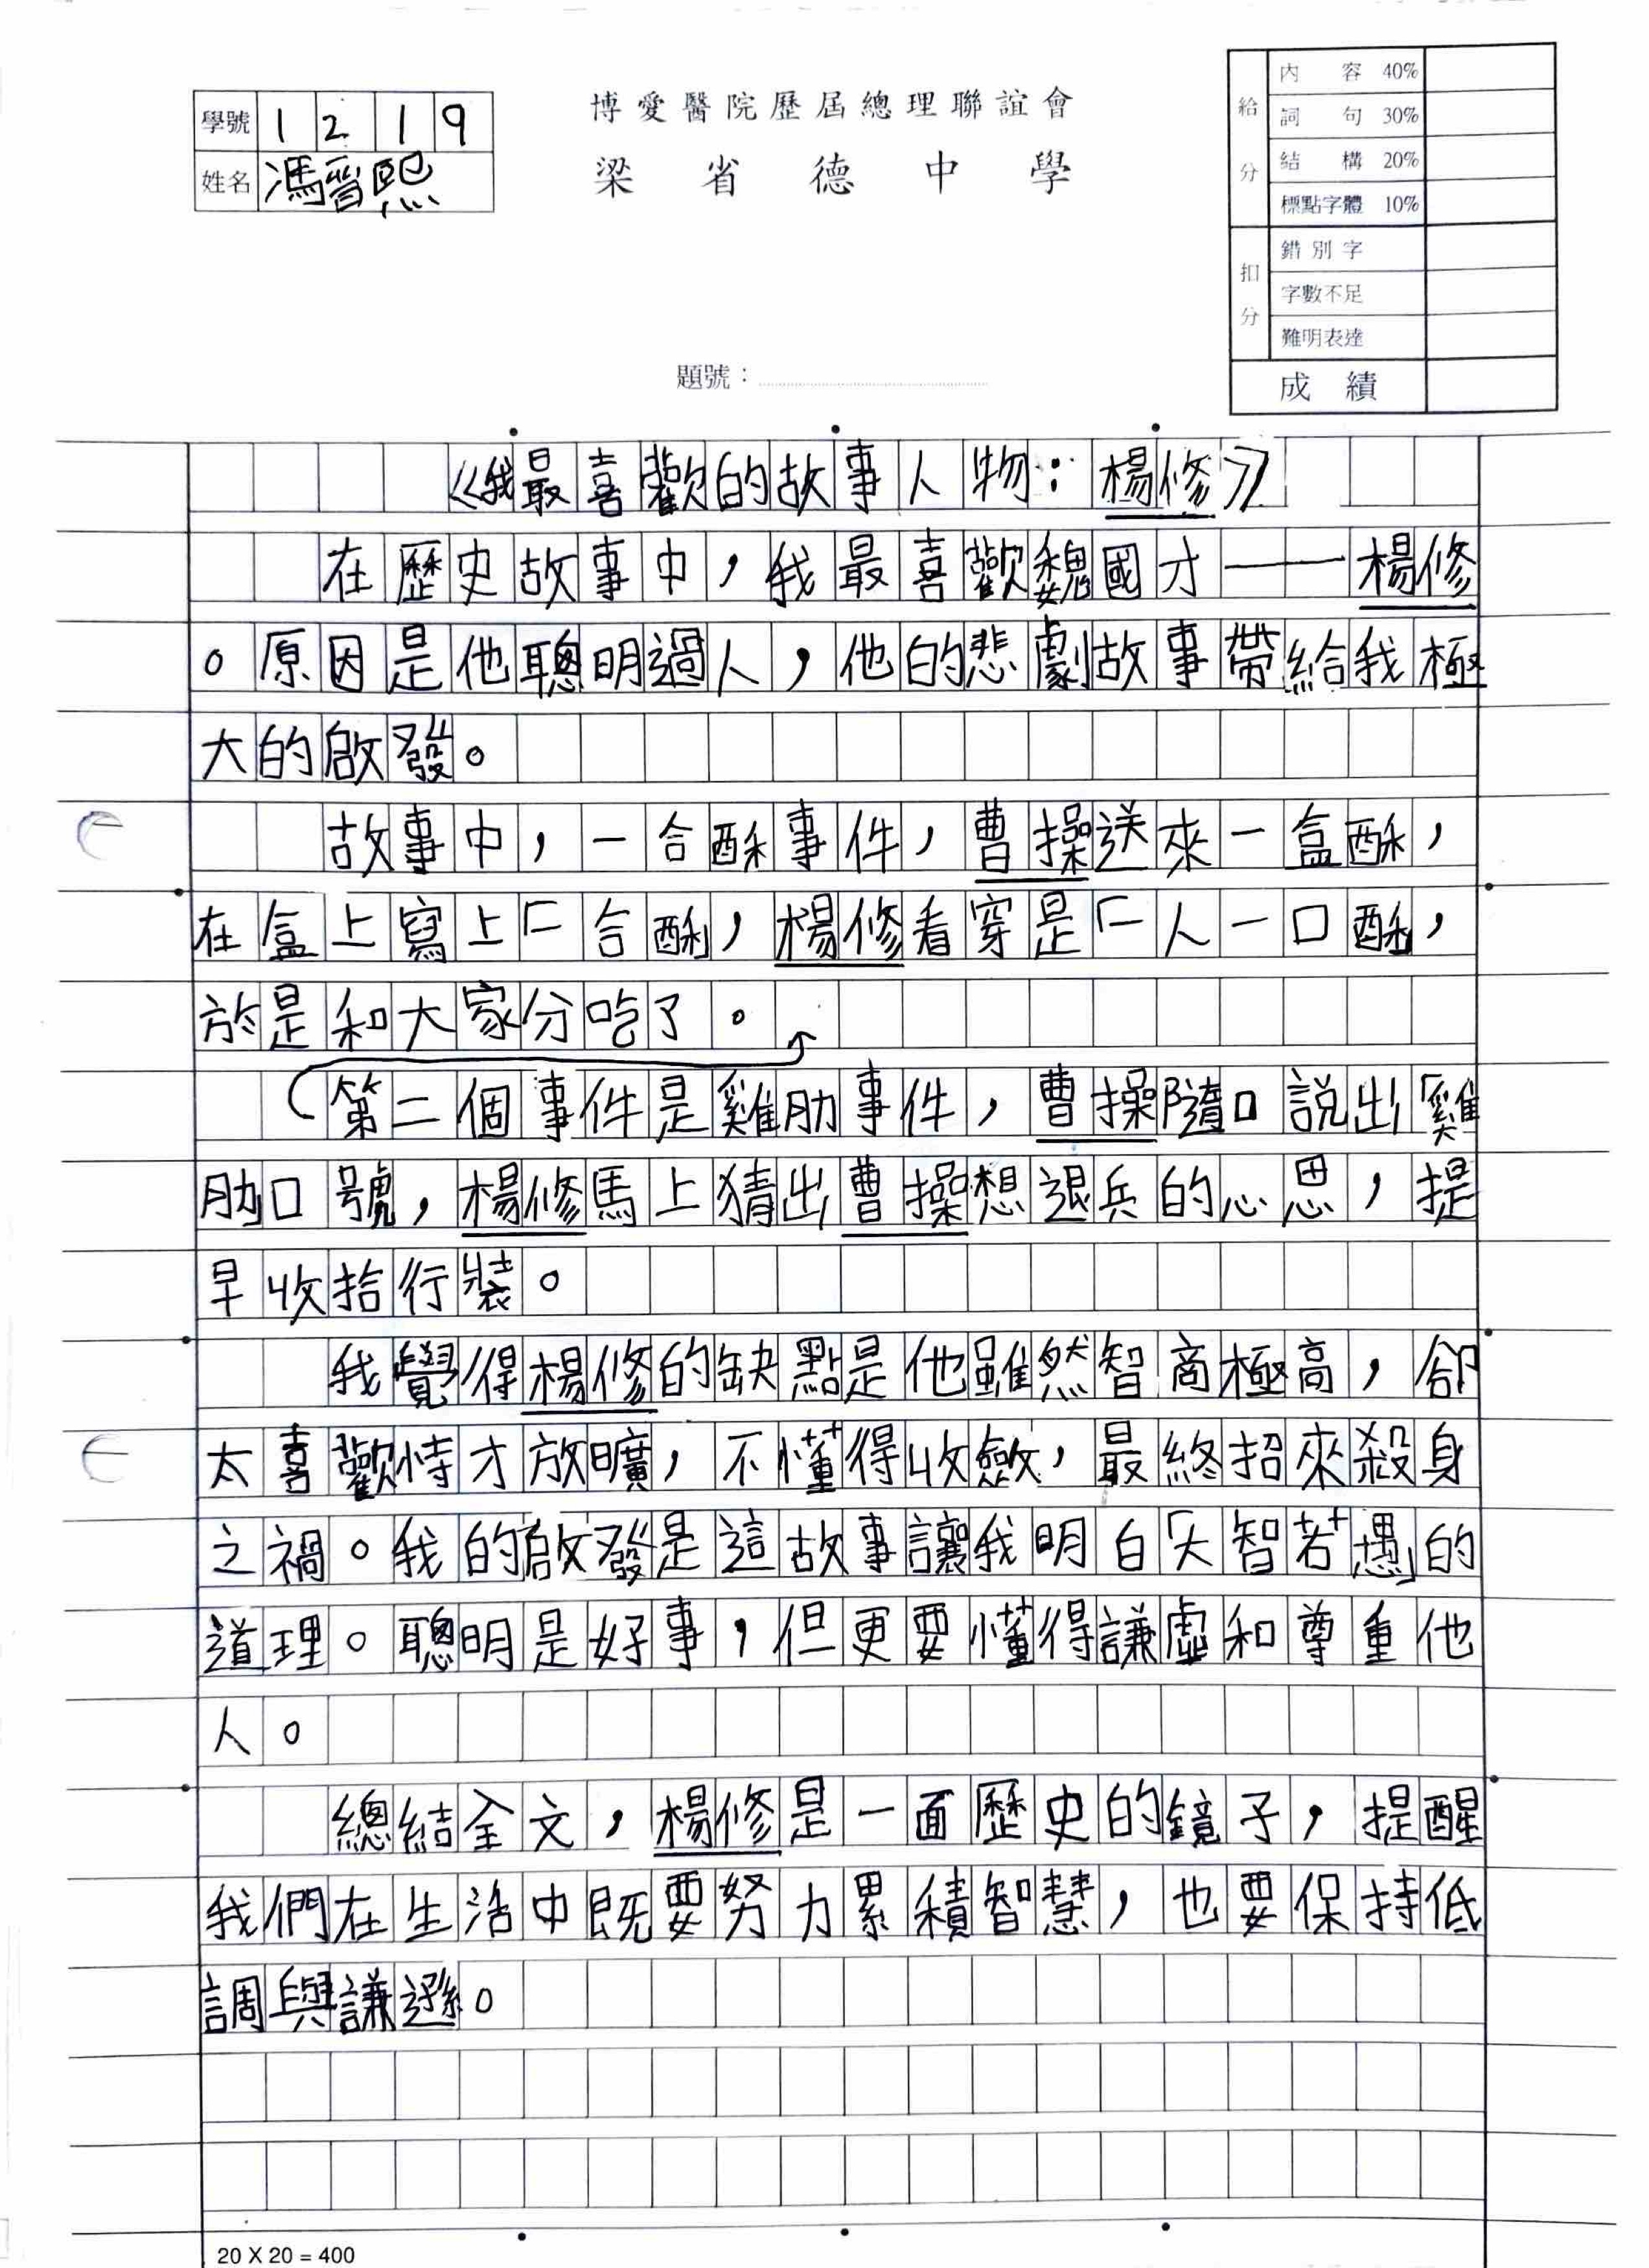 博愛醫院歷屆總理聯誼會
梁省德中學
學號 1 2 1 9
姓名 馮晉熙
給分
內容 40%
詞句 30%
結構 20%
標點字體 10%
扣分
錯別字
字數不足
難明表達
成績
題號：
《我最喜歡的故事人物：楊修》
在歷史故事中，我最喜歡魏國才——楊修
。原因是他聰明過人，他的悲劇故事帶給我極
大的啟發。
故事中，一合酥事件，曹操送來一盒酥，
在盒上寫上「一合酥」，楊修看穿是「一人一口酥」，
於是和大家分吃了。
第二個事件是雞肋事件，曹操隨口說出「雞
肋」口號，楊修馬上猜出曹操想退兵的心思，提
早收拾行裝。
我覺得楊修的缺點是他雖然智商極高，卻
太喜歡恃才放曠，不懂得收斂，最終招來殺身
之禍。我的啟發是這故事讓我明白「大智若愚」的
道理。聰明是好事，但更要懂得謙虛和尊重他
人。
總結全文，楊修是一面歷史的鏡子，提醒
我們在生活中既要努力累積智慧，也要保持低
調與謙遜。
20 X 20 = 400